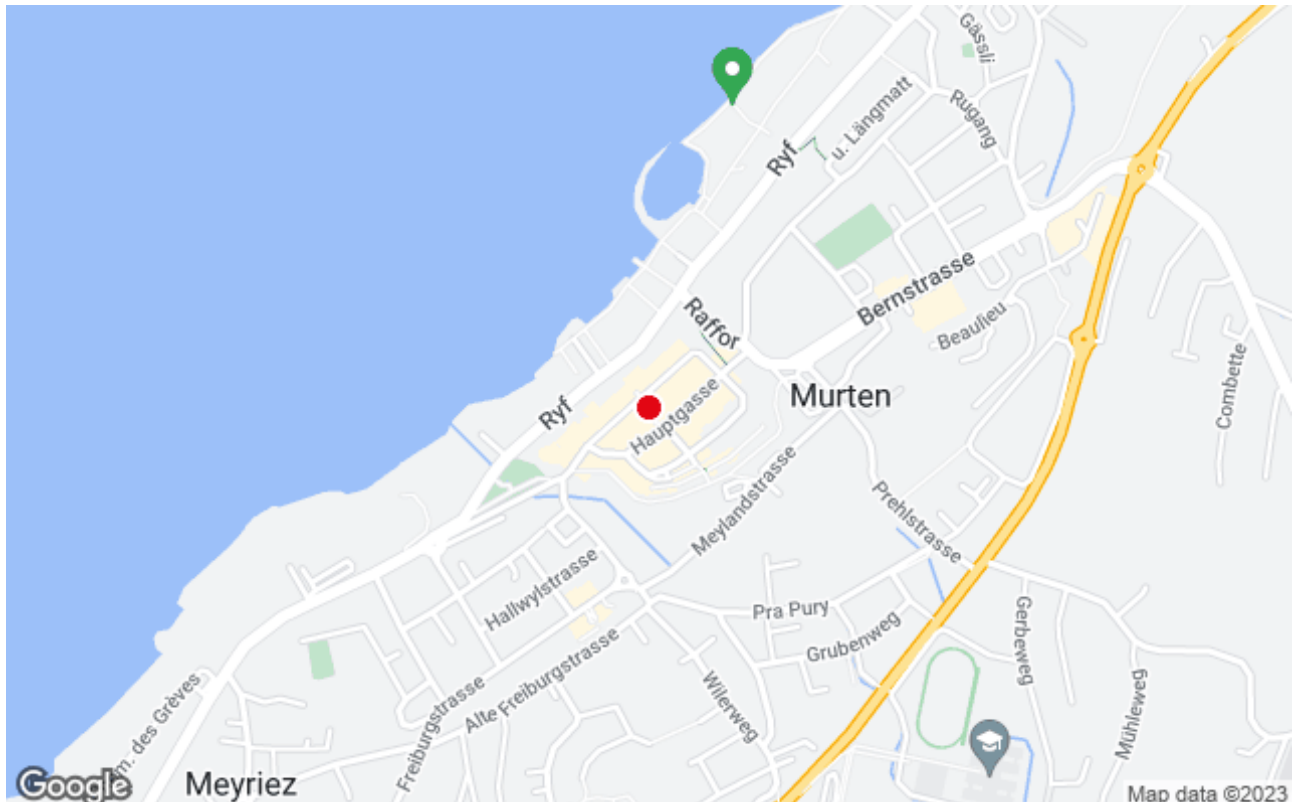 Gässli
Rugang
u. Längmatt
Ryf
Bernstrasse
Raffor
Beaulieu
Combette
Murten
Hauptgasse
Ryf
Meylandstrasse
Prehlstrasse
Hallwylstrasse
Pra Pury
Grubenweg
Gerbeweg
Mühleweg
Wilerweg
Alte Freiburgstrasse
Freiburgstrasse
m. des Grèves
Meyriez
Google
Map data ©2023